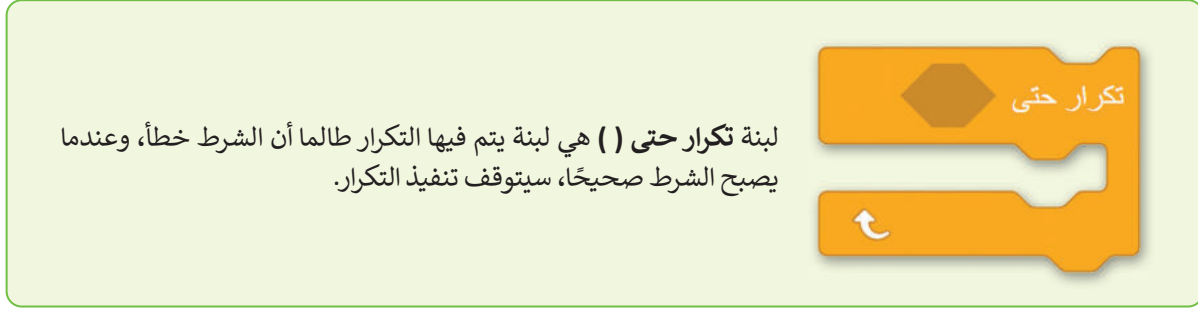 تكرار حتى
لبنة تكرار حتى ( ) هي لبنة يتم فيها التكرار طالما أن الشرط خطأ، وعندما
يصبح الشرط صحيحًا، سيتوقف تنفيذ التكرار.